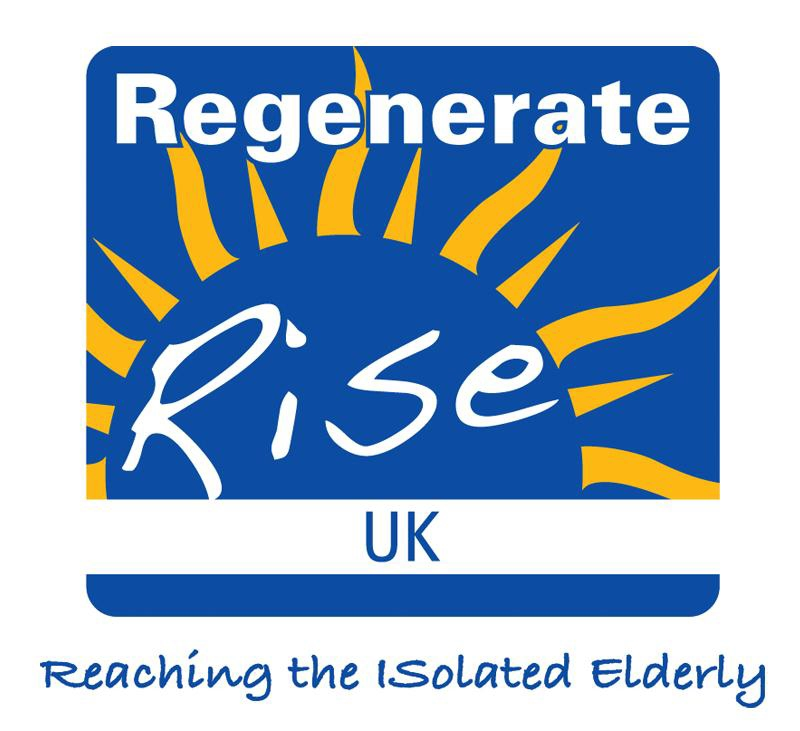 Regenerate
Rise
UK
Reaching the ISolated Elderly